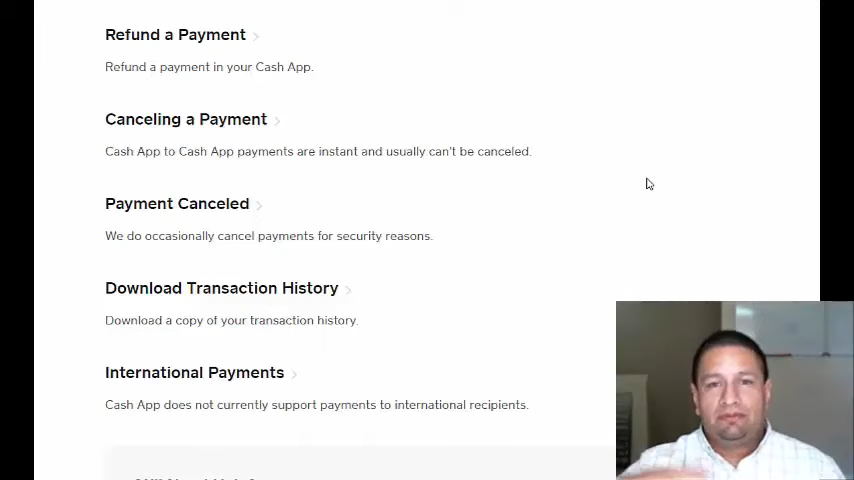 Refund a Payment
Refund a payment in your Cash App.
Canceling a Payment
Cash App to Cash App payments are instant and usually can't be canceled.
Payment Canceled
We do occasionally cancel payments for security reasons.
Download Transaction History
Download a copy of your transaction history.
International Payments
Cash App does not currently support payments to international recipients.